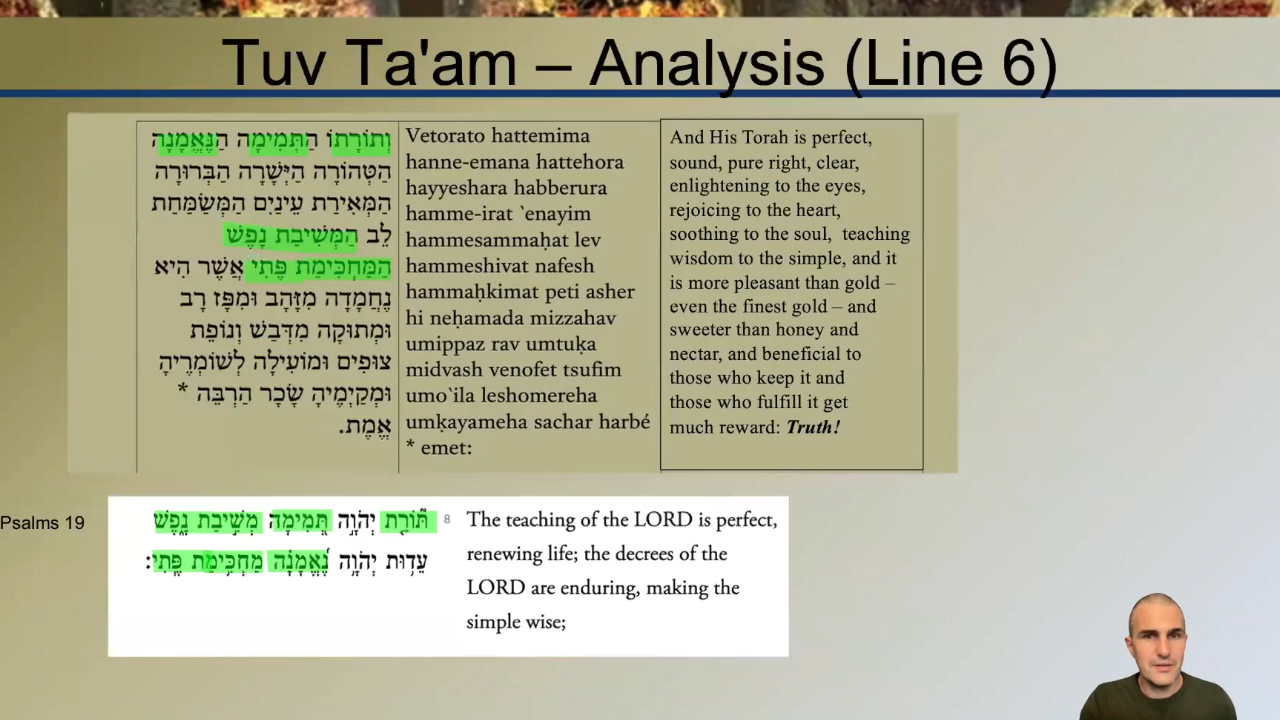 Tuv Ta'am – Analysis (Line 6)
וְתוֹרָתוֹ הַתְּמִימָה הַנֶּאֱמָנָה
הַטְּהוֹרָה הַיְּשָׁרָה הַבְּרוּרָה
הַמְּאִירַת עֵינַיִם הַמְּשַׂמַּחַת
לֵב הַמְּשִׁיבַת נָפֶשׁ
הַמַּחְכִּימַת פֶּתִי אֲשֶׁר הִיא
נֶחֱמָדָה מִזָּהָב וּמִפָּז רָב
וּמְתוּקָה מִדְּבַשׁ וְנוֹפֶת
צוּפִים וּמוֹעִילָה לְשׁוֹמְרֶיהָ
וּמְקַיְמֶיהָ שָׂכָר הַרְבֵּה *
אֱמֶת.
Vetorato hattemima
hanne-emana hattehora
hayyeshara habberura
hamme-irat `enayim
hammesammaḥat lev
hammeshivat nafesh
hammaḥkimat peti asher
hi neḥamada mizzahav
umippaz rav umtuḳa
midvash venofet tsufim
umo`ila leshomereha
umḳayameha sachar harbé
* emet:
And His Torah is perfect,
sound, pure right, clear,
enlightening to the eyes,
rejoicing to the heart,
soothing to the soul, teaching
wisdom to the simple, and it
is more pleasant than gold –
even the finest gold – and
sweeter than honey and
nectar, and beneficial to
those who keep it and
those who fulfill it get
much reward: Truth!
Psalms 19
תּ֘וֹרַ֤ת יְהֹוָ֣ה תְּ֭מִימָה מְשִׁ֣יבַת נָ֑פֶשׁ 8
עֵד֥וּת יְהֹוָ֥ה נֶ֝אֱמָנָ֗ה מַחְכִּ֥ימַת פֶּֽתִי׃
The teaching of the LORD is perfect,
renewing life; the decrees of the
LORD are enduring, making the
simple wise;